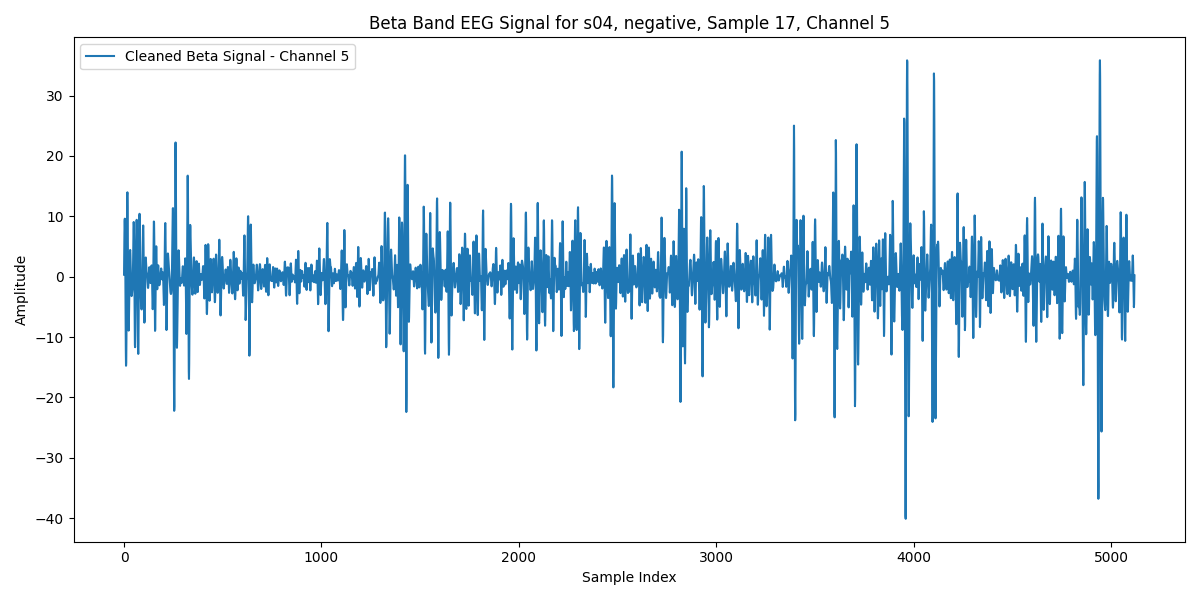 Beta Band EEG Signal for s04, negative, Sample 17, Channel 5
Cleaned Beta Signal - Channel 5
Amplitude
30
20
10
0
−10
−20
−30
−40
0 1000 2000 3000 4000 5000
Sample Index